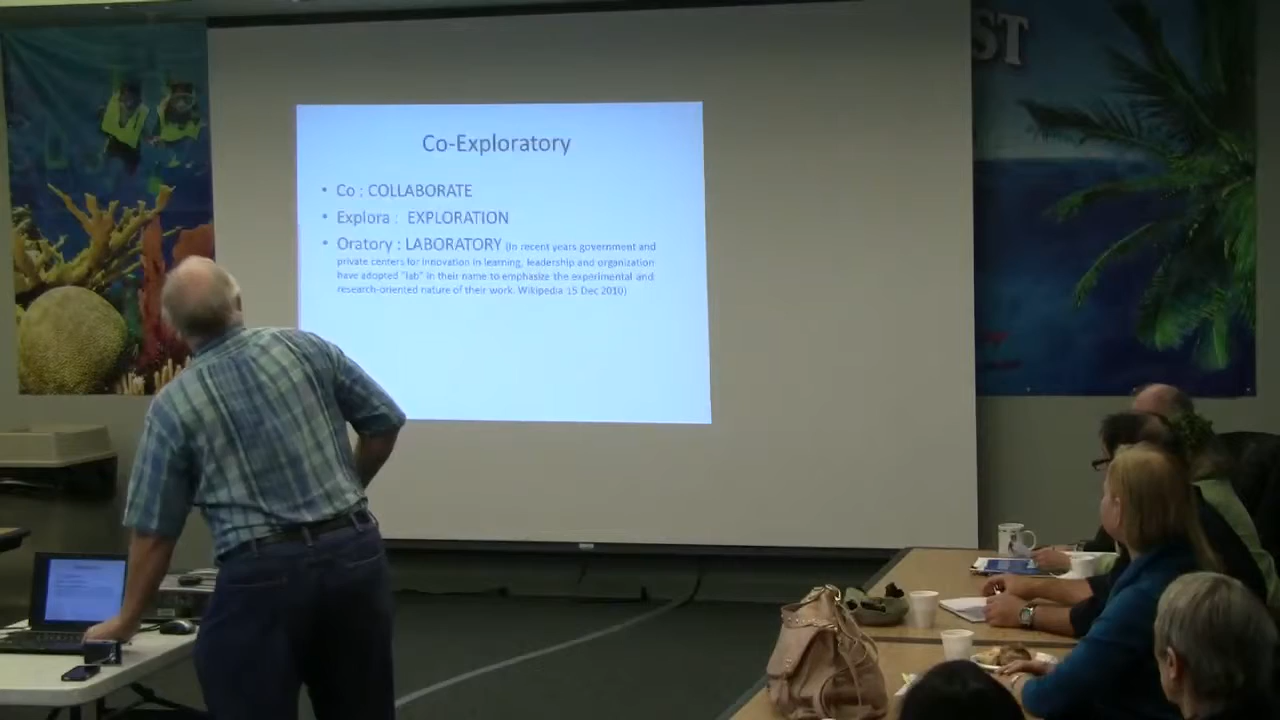 ST
Co-Exploratory
• Co : COLLABORATE
• Explora : EXPLORATION
• Oratory : LABORATORY (In recent years government and
private centers for innovation in learning, leadership and organization
have adopted "lab" in their name to emphasize the experimental and
research-oriented nature of their work. Wikipedia 15 Dec 2010)